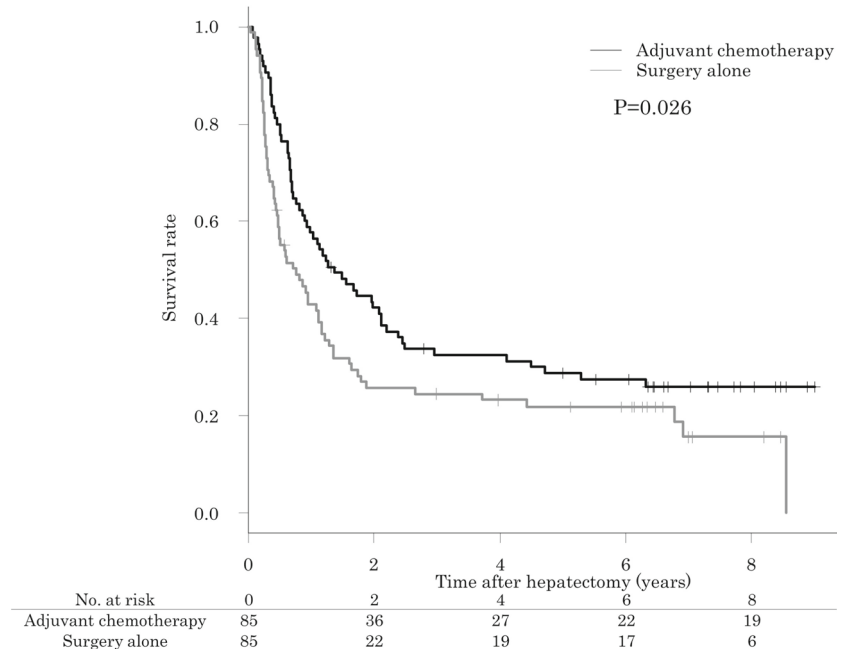 1.0
Adjuvant chemotherapy
Surgery alone
P=0.026
0.8
0.6
Survival rate
0.4
0.2
0.0
0 2 4 6 8
Time after hepatectomy (years)
No. at risk 0 2 4 6 8
Adjuvant chemotherapy 85 36 27 22 19
Surgery alone 85 22 19 17 6